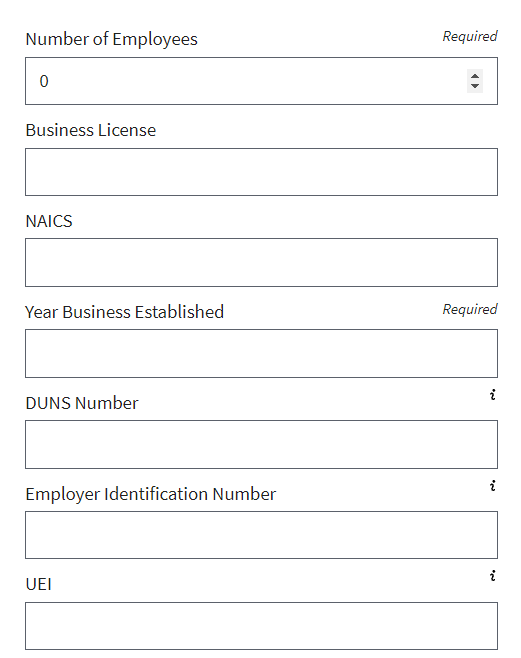 Number of Employees Required
0
Business License
NAICS
Year Business Established Required
DUNS Number i
Employer Identification Number i
UEI i